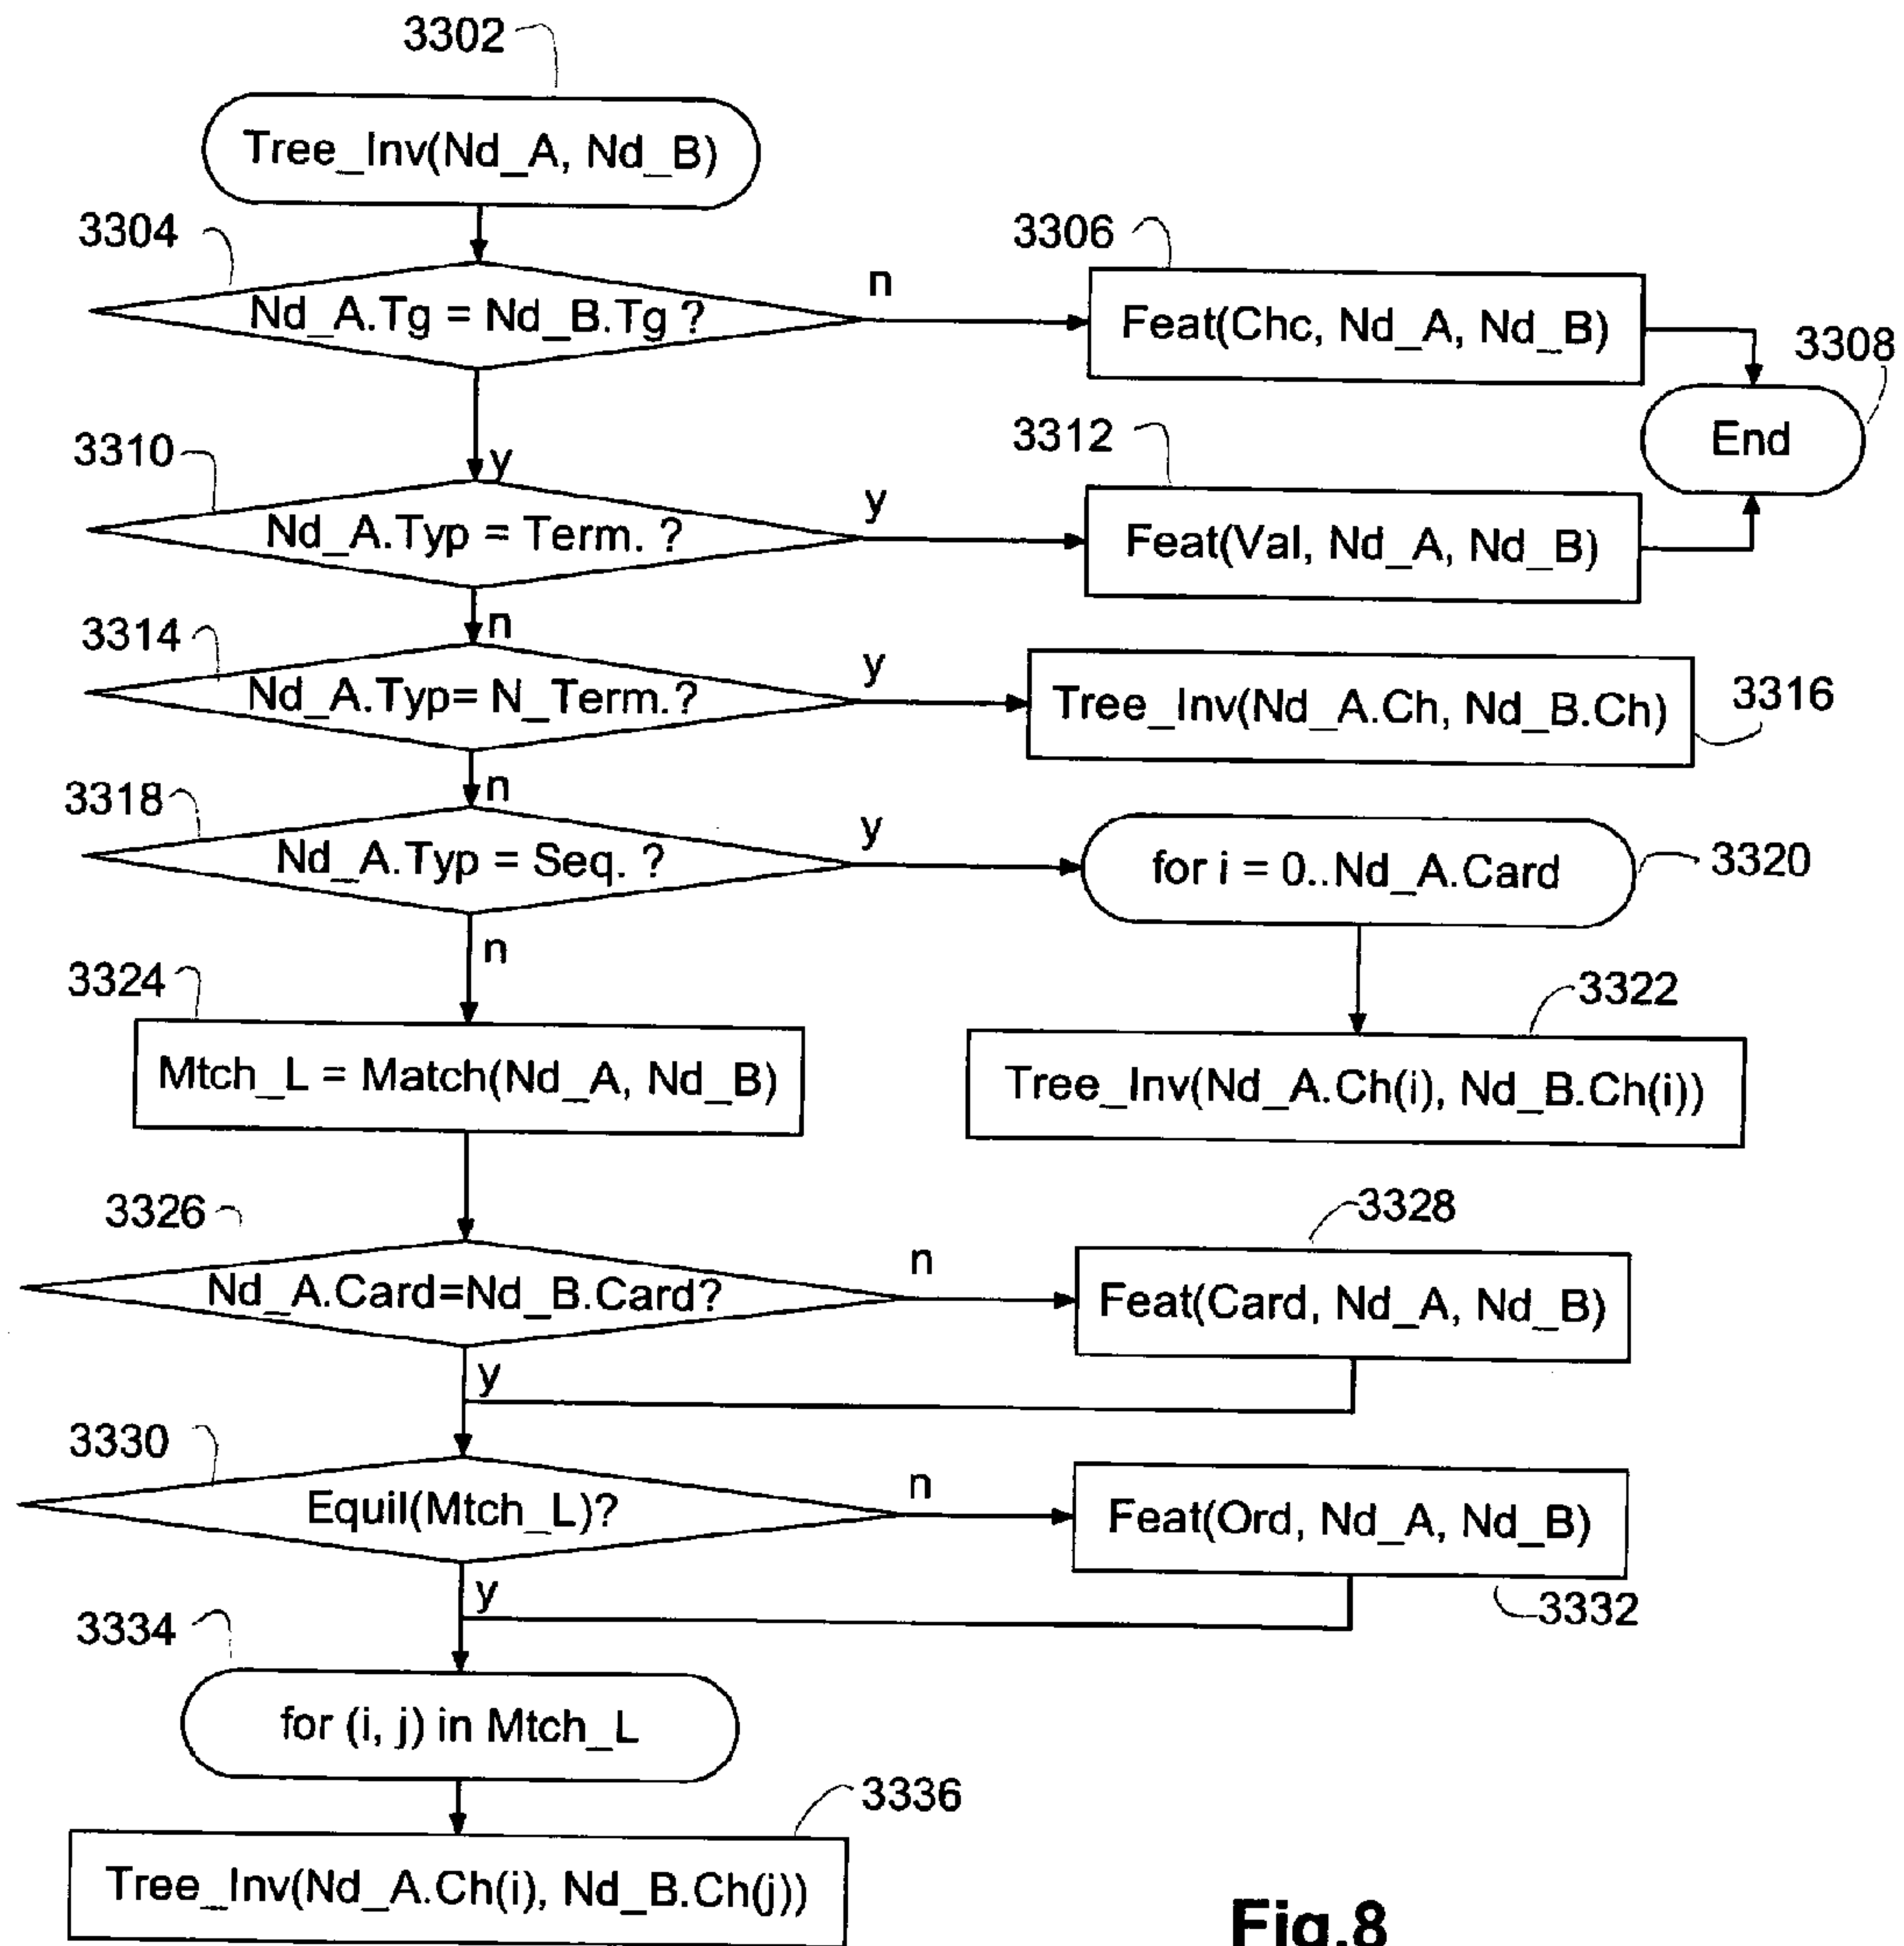 3302
Tree_Inv(Nd_A, Nd_B)
3304
Nd_A.Tg = Nd_B.Tg ?
n
3306
Feat(Chc, Nd_A, Nd_B)
3308
End
y
3310
Nd_A.Typ = Term. ?
y
3312
Feat(Val, Nd_A, Nd_B)
n
3314
Nd_A.Typ= N_Term.?
y
Tree_Inv(Nd_A.Ch, Nd_B.Ch)
3316
n
3318
Nd_A.Typ = Seq. ?
y
for i = 0..Nd_A.Card
3320
n
3322
Tree_Inv(Nd_A.Ch(i), Nd_B.Ch(i))
3324
Mtch_L = Match(Nd_A, Nd_B)
3326
Nd_A.Card=Nd_B.Card?
n
3328
Feat(Card, Nd_A, Nd_B)
y
3330
Equil(Mtch_L)?
n
Feat(Ord, Nd_A, Nd_B)
3332
y
3334
for (i, j) in Mtch_L
3336
Tree_Inv(Nd_A.Ch(i), Nd_B.Ch(j))
Fig.8